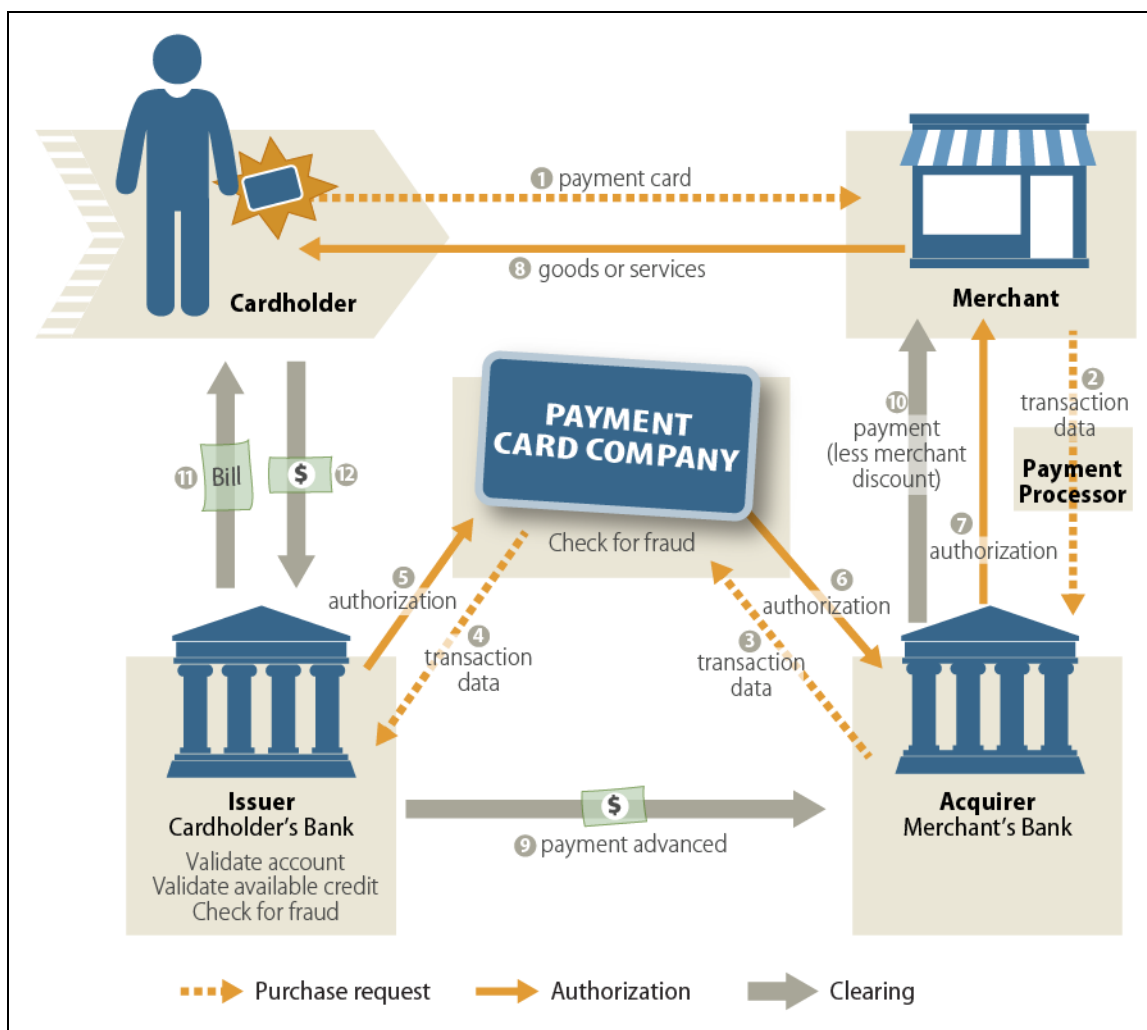 1 payment card
8 goods or services
Cardholder
Merchant
PAYMENT
CARD COMPANY
Check for fraud
2
transaction
data
Payment
Processor
10
payment
(less merchant
discount)
7
authorization
11 Bill $ 12
5
authorization
4
transaction
data
6
authorization
3
transaction
data
Issuer
Cardholder's Bank
Validate account
Validate available credit
Check for fraud
$
9 payment advanced
Acquirer
Merchant's Bank
Purchase request
Authorization
Clearing